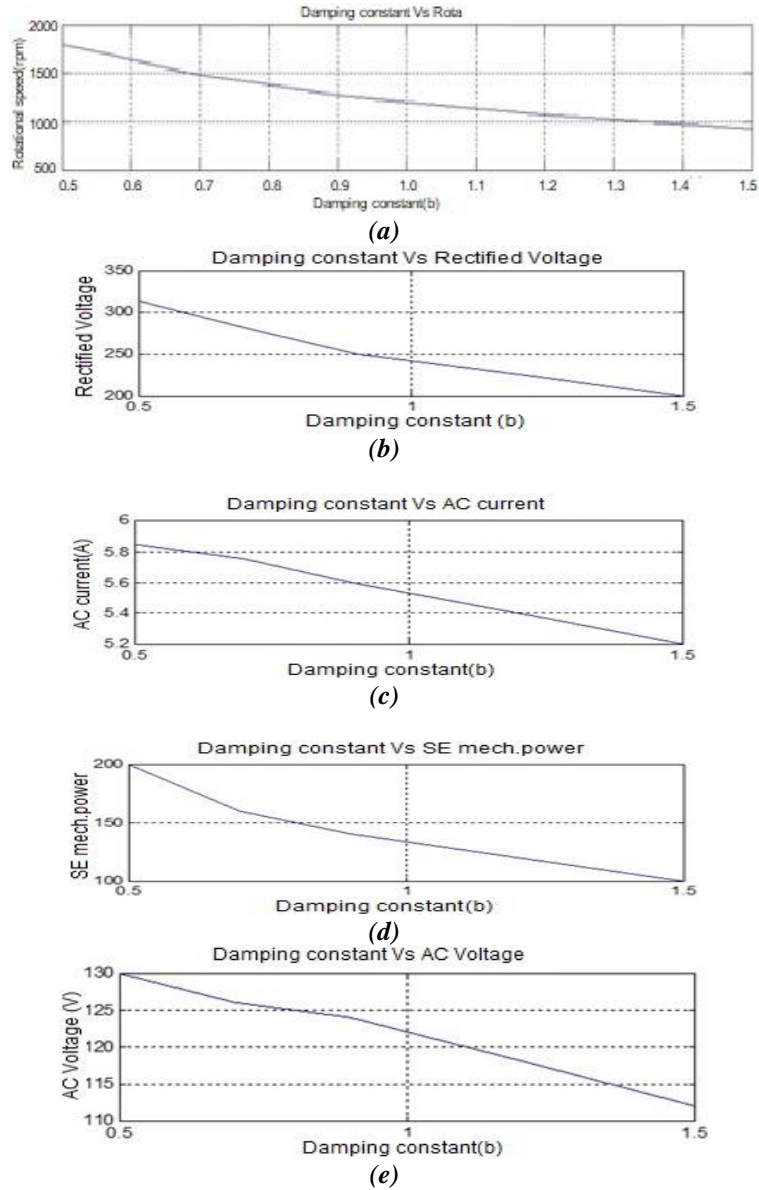 Damping constant Vs Rota
Rotational speed(rpm)
2000
1500
1000
500
0.5 0.6 0.7 0.8 0.9 1.0 1.1 1.2 1.3 1.4 1.5
Damping constant(b)
(a)
Damping constant Vs Rectified Voltage
Rectified Voltage
350
300
250
200
0.5 1 1.5
Damping constant (b)
(b)
Damping constant Vs AC current
AC current(A)
6
5.8
5.6
5.4
5.2
0.5 1 1.5
Damping constant(b)
(c)
Damping constant Vs SE mech.power
SE mech.power
200
150
100
0.5 1 1.5
Damping constant(b)
(d)
Damping constant Vs AC Voltage
AC Voltage (V)
130
125
120
115
110
0.5 1 1.5
Damping constant(b)
(e)